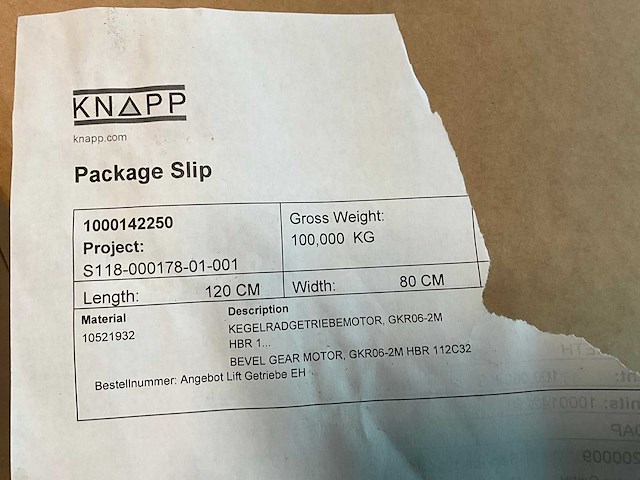 KNAPP
knapp.com
Package Slip
1000142250
Project:
S118-000178-01-001
Gross Weight:
100,000 KG
Length: 120 CM
Width: 80 CM
Material Description
10521932 KEGELRADGETRIEBEMOTOR, GKR06-2M
HBR 1...
BEVEL GEAR MOTOR, GKR06-2M HBR 112C32
Bestellnummer: Angebot Lift Getriebe EH